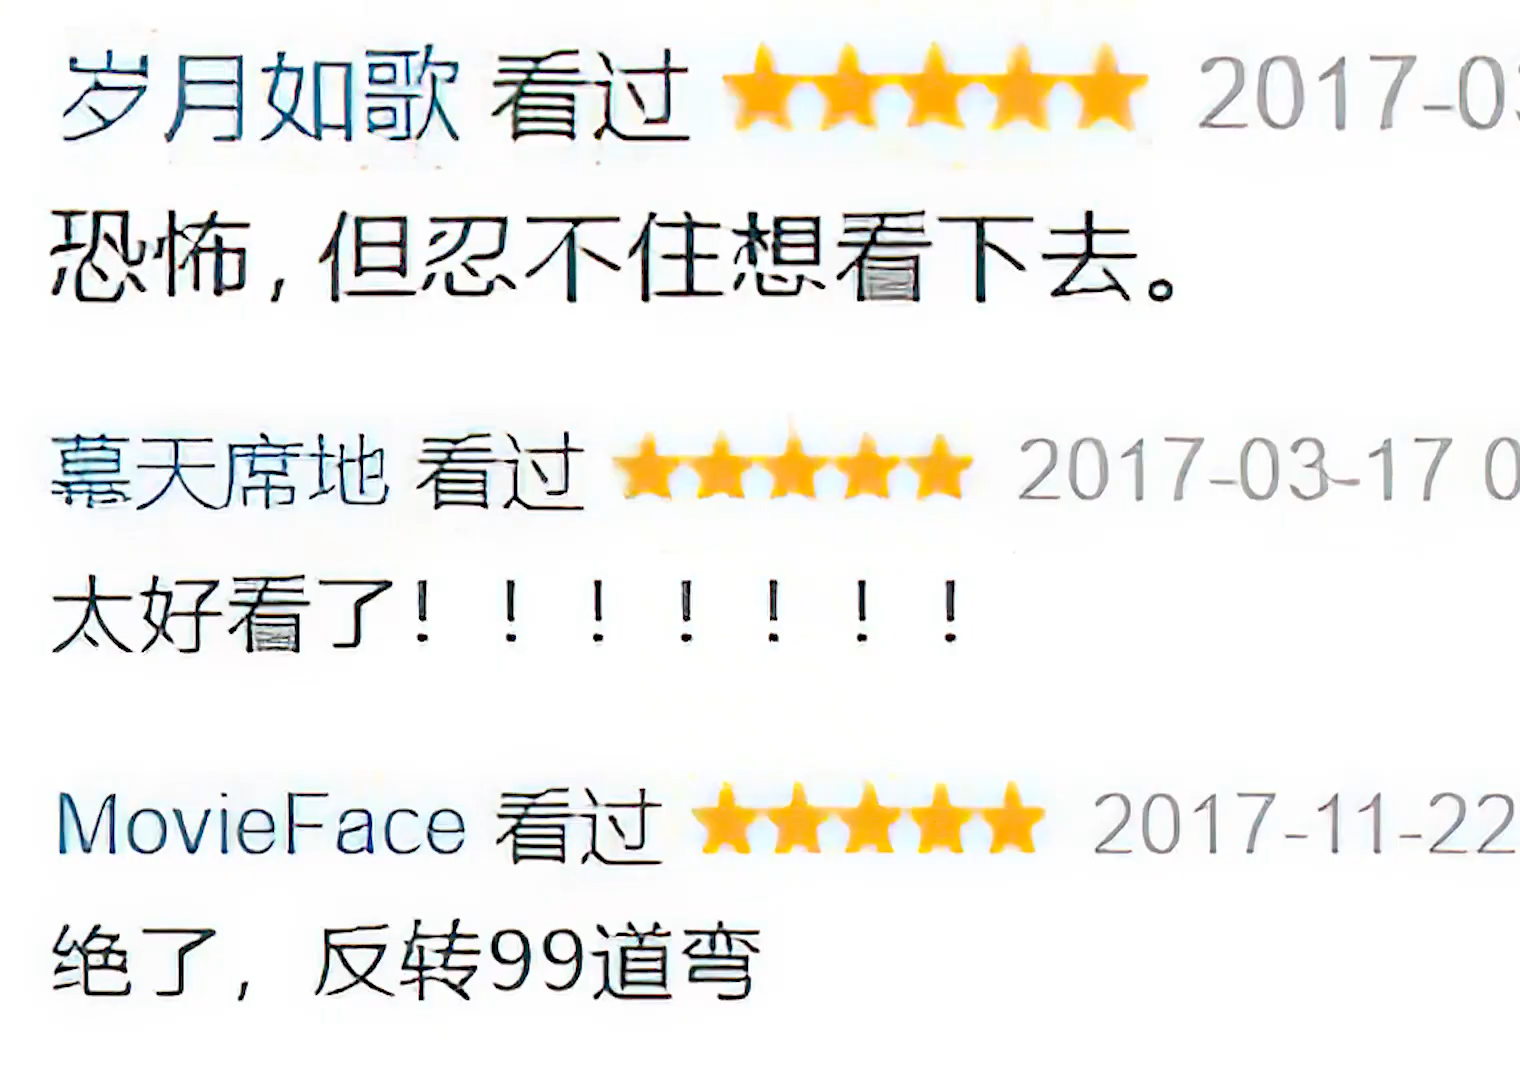 岁月如歌 看过 ★★★★★ 2017-03
恐怖,但忍不住想看下去。
幕天席地 看过 ★★★★★ 2017-03-17 0
太好看了!!!!!!!
MovieFace 看过 ★★★★★ 2017-11-22
绝了，反转99道弯